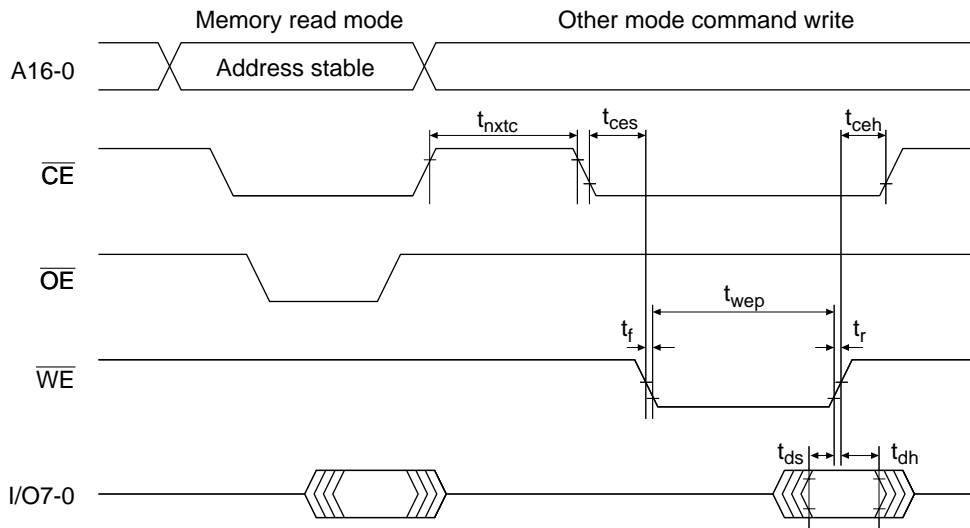 Memory read mode Other mode command write
A16-0 Address stable
tnxtc tces tceh
CE
OE
twep
tf tr
WE
tds tdh
I/O7-0